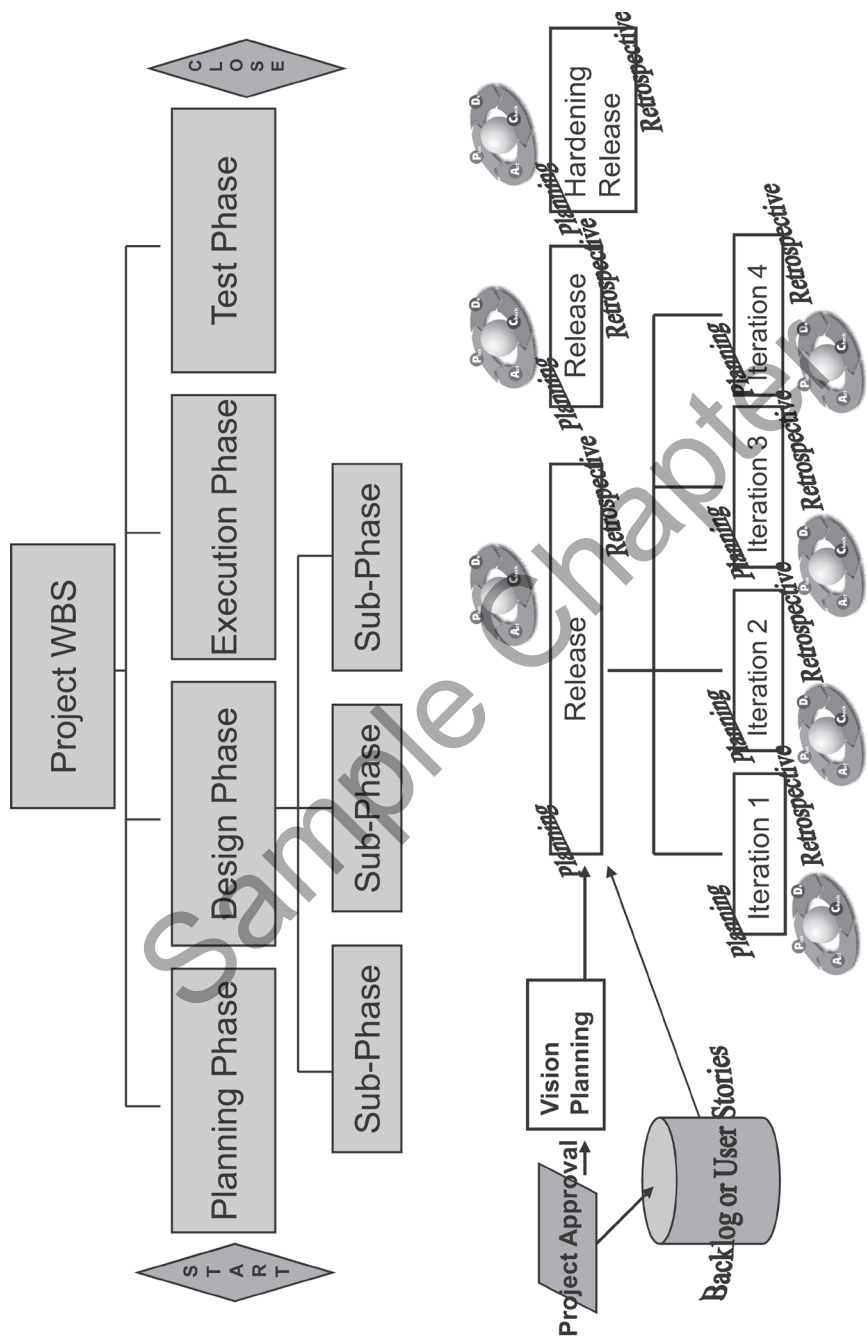 Project WBS
S
T
A
R
T
Planning Phase
Design Phase
Execution Phase
Test Phase
C
L
O
S
E
Sub-Phase
Sub-Phase
Sub-Phase
Project Approval
Vision
Planning
Backlog or User Stories
Planning
Release
Retrospective
Planning
Release
Retrospective
Planning
Hardening
Release
Retrospective
Planning
Iteration 1
Retrospective
Planning
Iteration 2
Retrospective
Planning
Iteration 3
Retrospective
Planning
Iteration 4
Retrospective
Sample Chapter